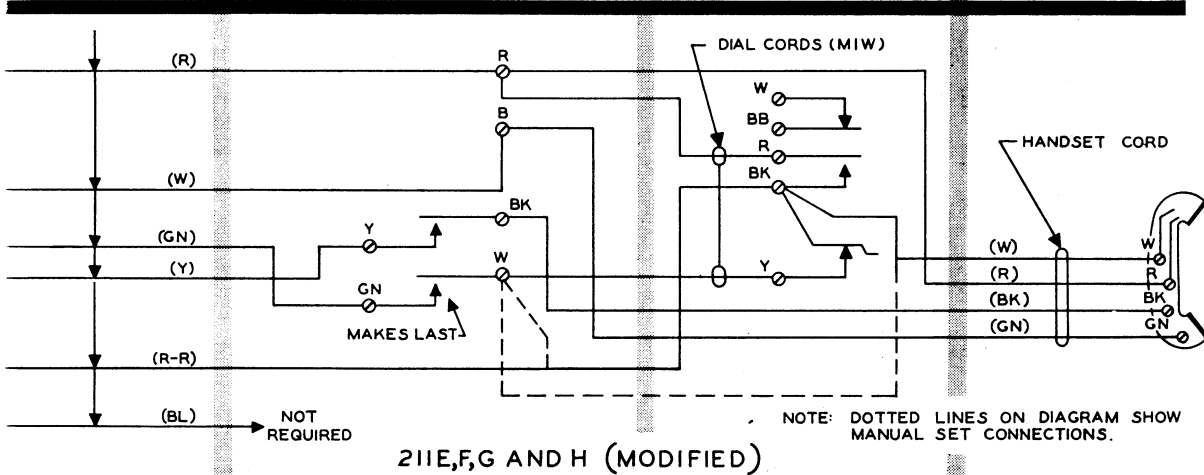 DIAL CORDS (MIW)
(R)
R
W
BB
B
R
HANDSET CORD
BK
(W)
BK
(GN)
Y
(W)
W
(Y)
W
Y
(R)
R
GN
(BK)
BK
MAKES LAST
(GN)
GN
(R-R)
(BL)
NOT
REQUIRED
NOTE: DOTTED LINES ON DIAGRAM SHOW
MANUAL SET CONNECTIONS.
211E,F,G AND H (MODIFIED)